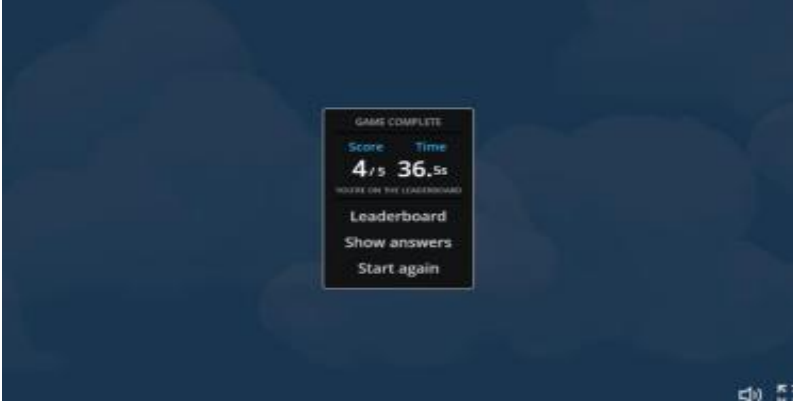 GAME COMPLETE
Score Time
4/5 36.5s
YOU'RE ON THE LEADERBOARD
Leaderboard
Show answers
Start again